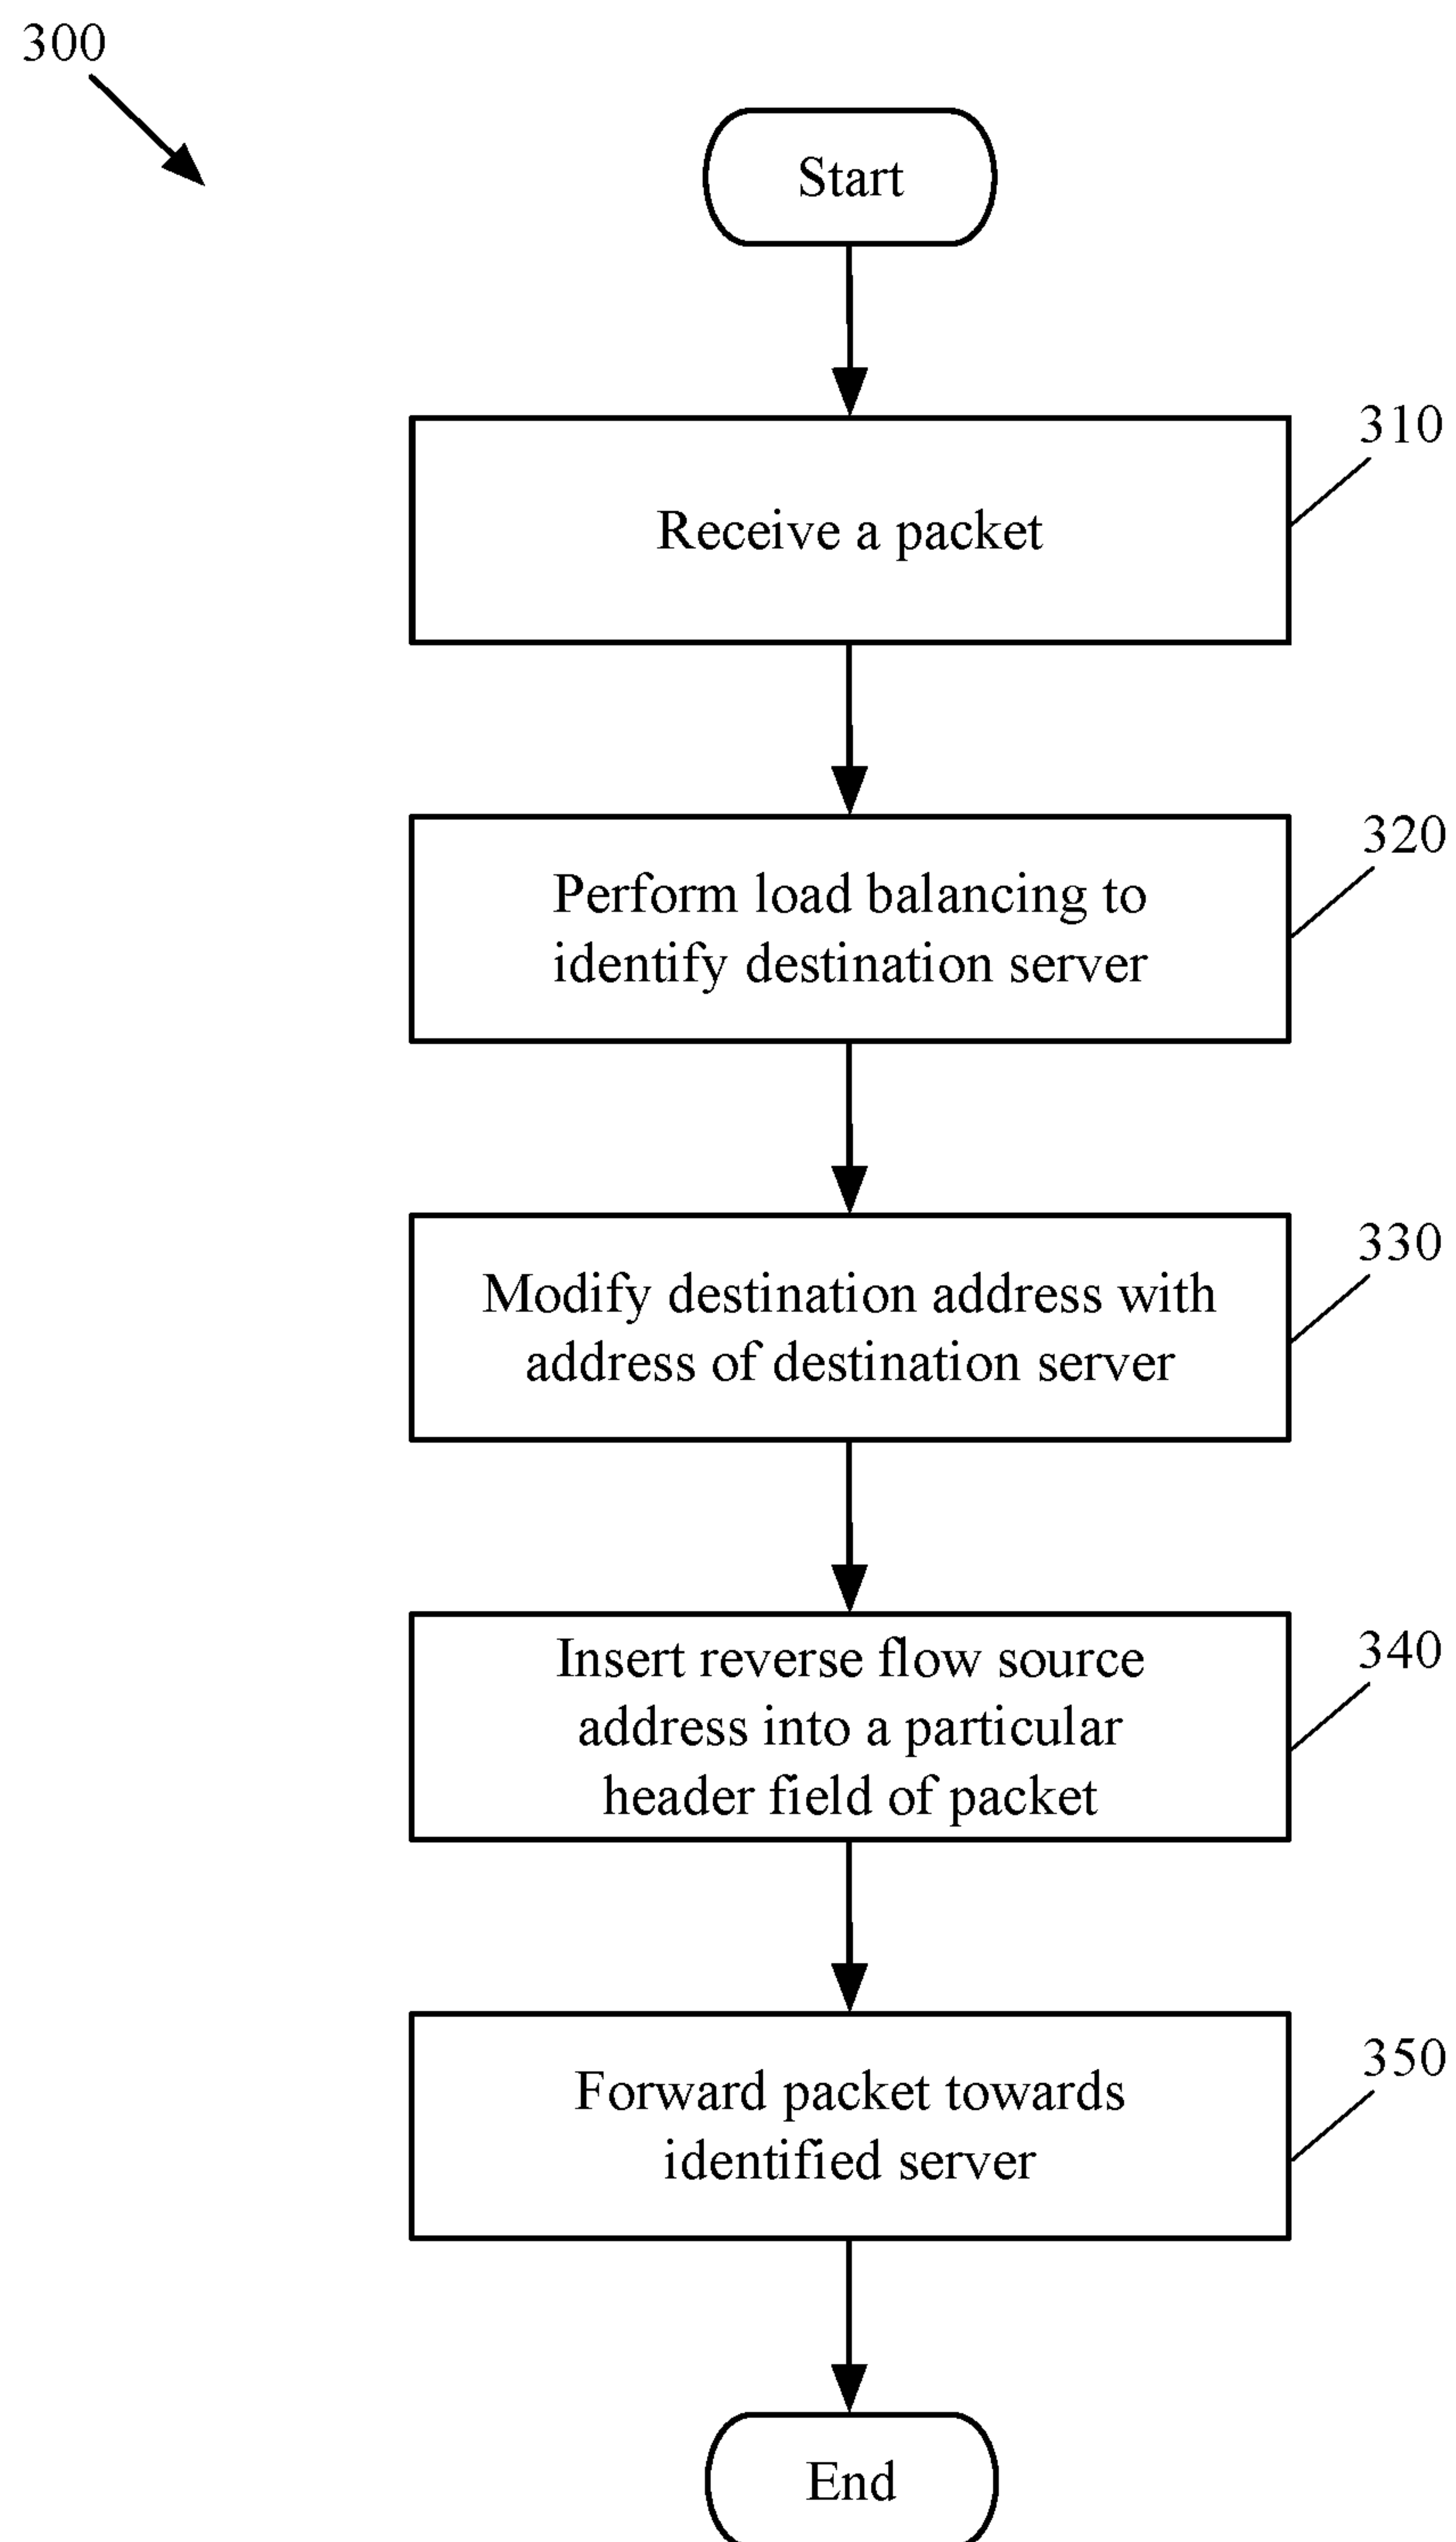 300
Start
310
Receive a packet
320
Perform load balancing to
identify destination server
330
Modify destination address with
address of destination server
340
Insert reverse flow source
address into a particular
header field of packet
350
Forward packet towards
identified server
End